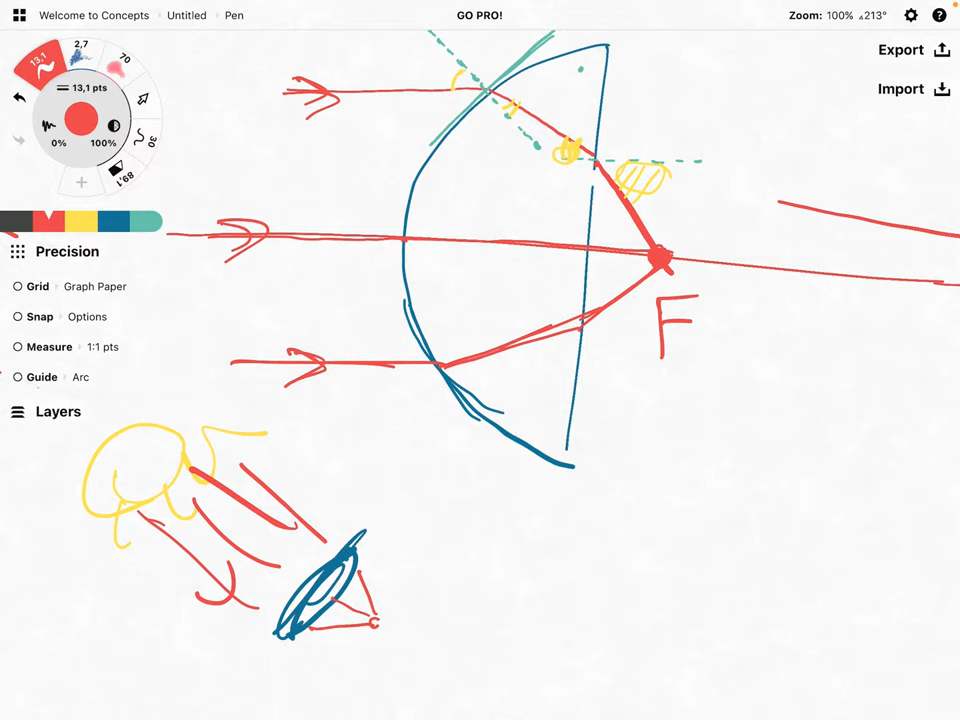 Welcome to Concepts Untitled Pen
GO PRO!
Zoom: 100% ⊿213°
Export
Import
2,7
13,1
70
13,1 pts
0% 100%
30
89,1
Precision
Grid Graph Paper
Snap Options
Measure 1:1 pts
Guide Arc
Layers
F